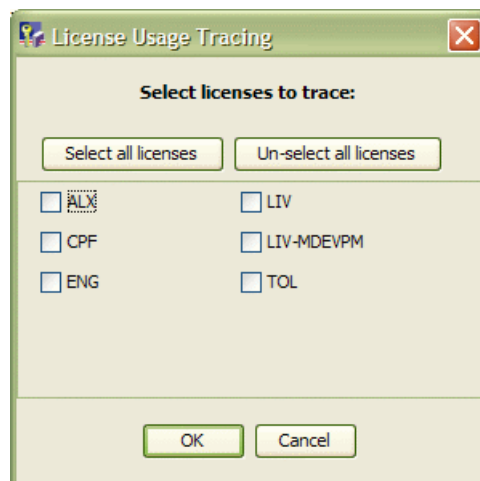 License Usage Tracing
Select licenses to trace:
Select all licenses Un-select all licenses
ALX LIV
CPF LIV-MDEVPM
ENG TOL
OK Cancel